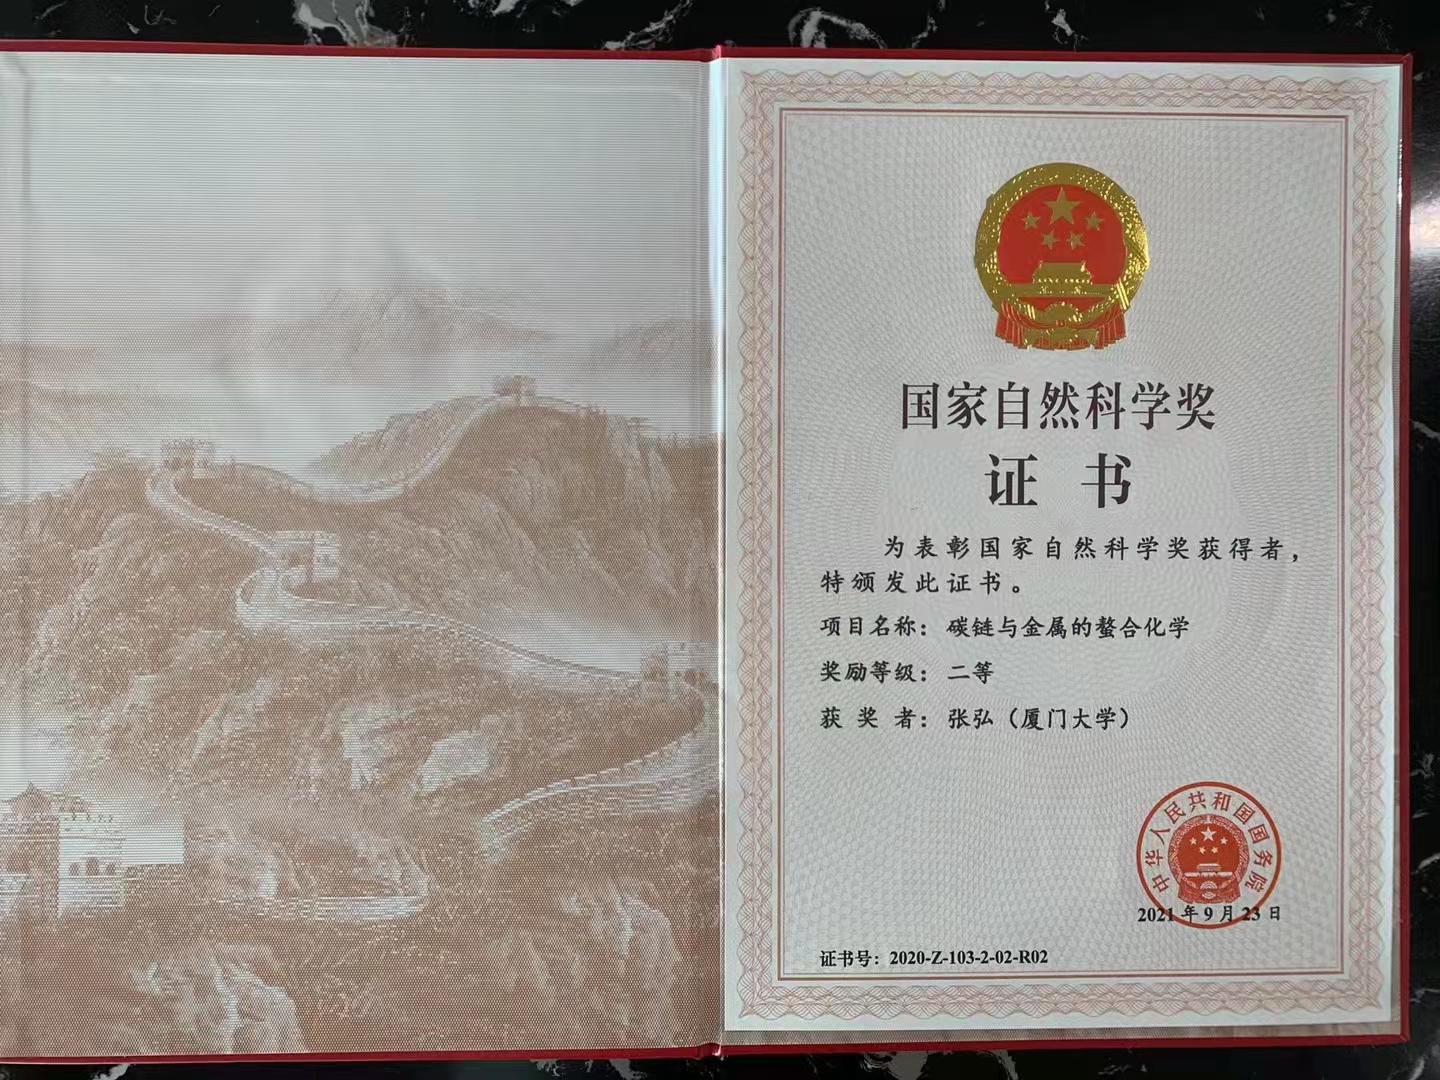 国家自然科学奖
证书
为表彰国家自然科学奖获得者，
特颁发此证书。
项目名称：碳链与金属的螯合化学
奖励等级：二等
获奖者：张弘（厦门大学）
中华人民共和国国务院
2021年9月23日
证书号：2020-Z-103-2-02-R02